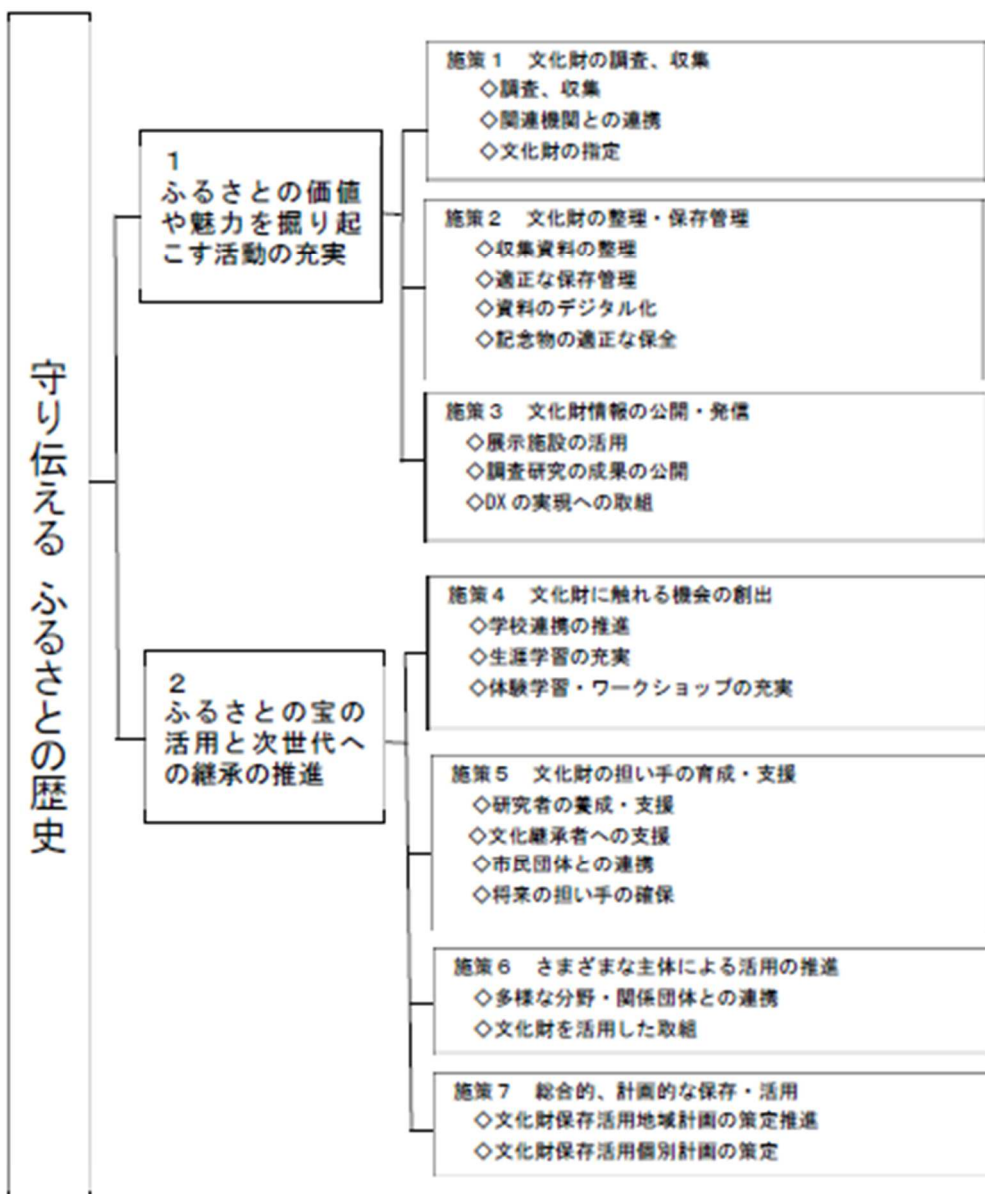 守り伝える ふるさとの歴史
1
ふるさとの価値
や魅力を掘り起
こす活動の充実
施策1 文化財の調査、収集
◇調査、収集
◇関連機関との連携
◇文化財の指定
施策2 文化財の整理・保存管理
◇収集資料の整理
◇適正な保存管理
◇資料のデジタル化
◇記念物の適正な保全
施策3 文化財情報の公開・発信
◇展示施設の活用
◇調査研究の成果の公開
◇DXの実現への取組
2
ふるさとの宝の
活用と次世代へ
の継承の推進
施策4 文化財に触れる機会の創出
◇学校連携の推進
◇生涯学習の充実
◇体験学習・ワークショップの充実
施策5 文化財の担い手の育成・支援
◇研究者の養成・支援
◇文化継承者への支援
◇市民団体との連携
◇将来の担い手の確保
施策6 さまざまな主体による活用の推進
◇多様な分野・関係団体との連携
◇文化財を活用した取組
施策7 総合的、計画的な保存・活用
◇文化財保存活用地域計画の策定推進
◇文化財保存活用個別計画の策定